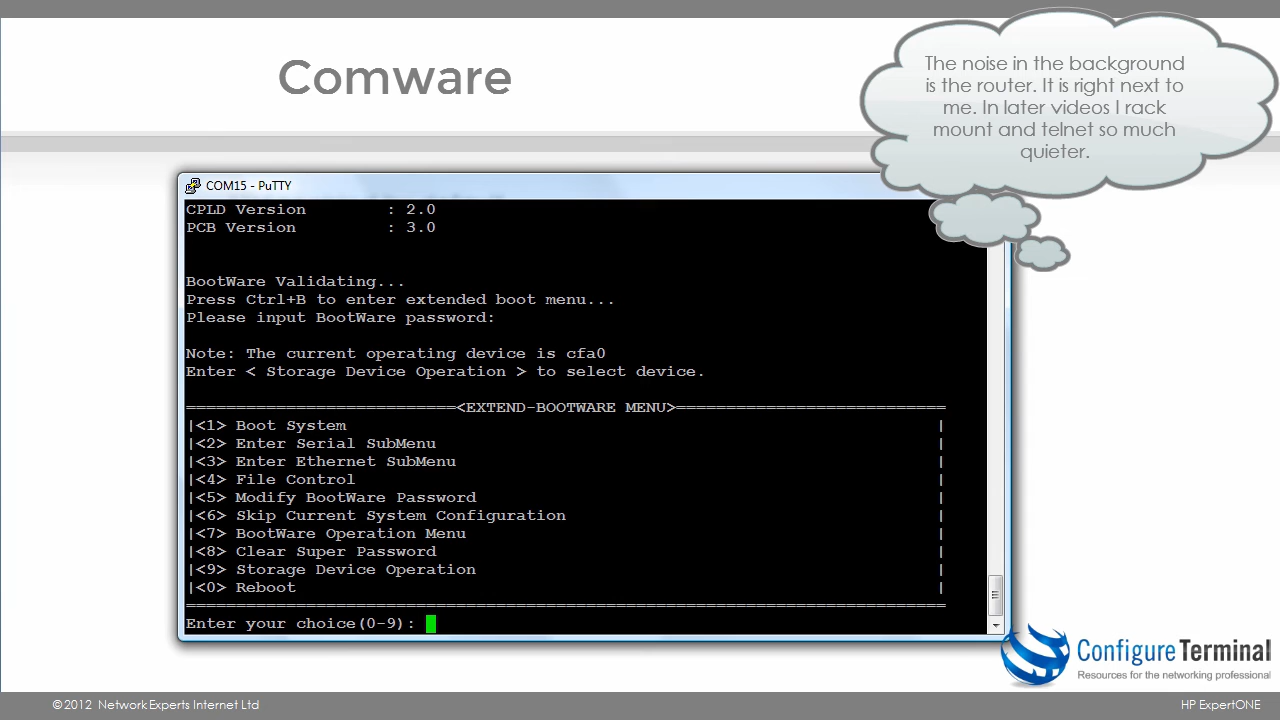 Comware
The noise in the background
is the router. It is right next to
me. In later videos I rack
mount and telnet so much
quieter.
COM15 - PuTTY
CPLD Version : 2.0
PCB Version : 3.0
BootWare Validating...
Press Ctrl+B to enter extended boot menu...
Please input BootWare password:
Note: The current operating device is cfa0
Enter < Storage Device Operation > to select device.
===========================<EXTEND-BOOTWARE MENU>===========================
|<1> Boot System |
|<2> Enter Serial SubMenu |
|<3> Enter Ethernet SubMenu |
|<4> File Control |
|<5> Modify BootWare Password |
|<6> Skip Current System Configuration |
|<7> BootWare Operation Menu |
|<8> Clear Super Password |
|<9> Storage Device Operation |
|<0> Reboot |
============================================================================
Enter your choice(0-9):
Configure Terminal
Resources for the networking professional
©2012 Network Experts Internet Ltd
HP ExpertONE